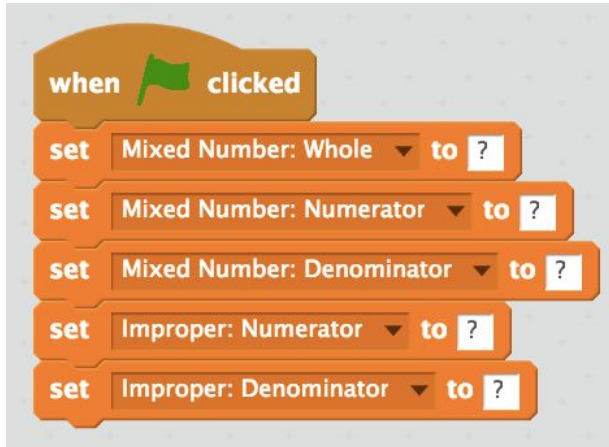 when clicked
set Mixed Number: Whole to ?
set Mixed Number: Numerator to ?
set Mixed Number: Denominator to ?
set Improper: Numerator to ?
set Improper: Denominator to ?